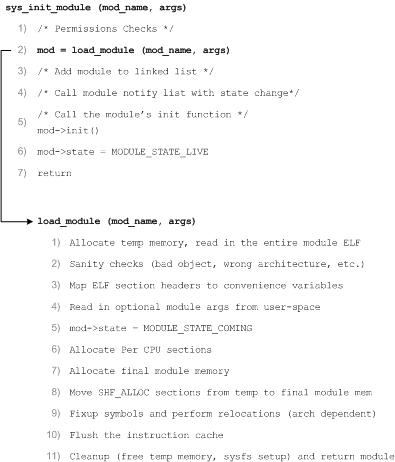 sys_init_module (mod_name, args)
1) /* Permissions Checks */
2) mod = load_module (mod_name, args)
3) /* Add module to linked list */
4) /* Call module notify list with state change*/
5) /* Call the module's init function */
mod->init()
6) mod->state = MODULE_STATE_LIVE
7) return
load_module (mod_name, args)
1) Allocate temp memory, read in the entire module ELF
2) Sanity checks (bad object, wrong architecture, etc.)
3) Map ELF section headers to convenience variables
4) Read in optional module args from user-space
5) mod->state = MODULE_STATE_COMING
6) Allocate Per CPU sections
7) Allocate final module memory
8) Move SHF_ALLOC sections from temp to final module mem
9) Fixup symbols and perform relocations (arch dependent)
10) Flush the instruction cache
11) Cleanup (free temp memory, sysfs setup) and return module